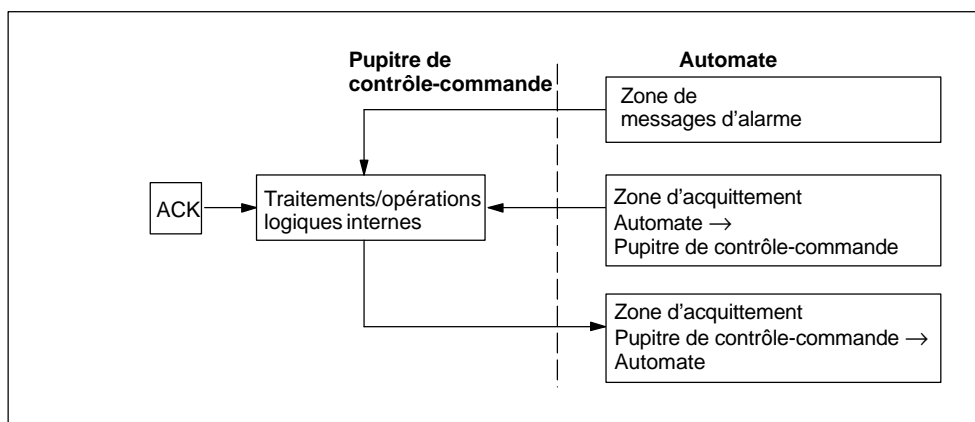 Pupitre de
contrôle-commande
Automate
Zone de
messages d'alarme
ACK
Traitements/opérations
logiques internes
Zone d'acquittement
Automate →
Pupitre de contrôle-commande
Zone d'acquittement
Pupitre de contrôle-commande →
Automate